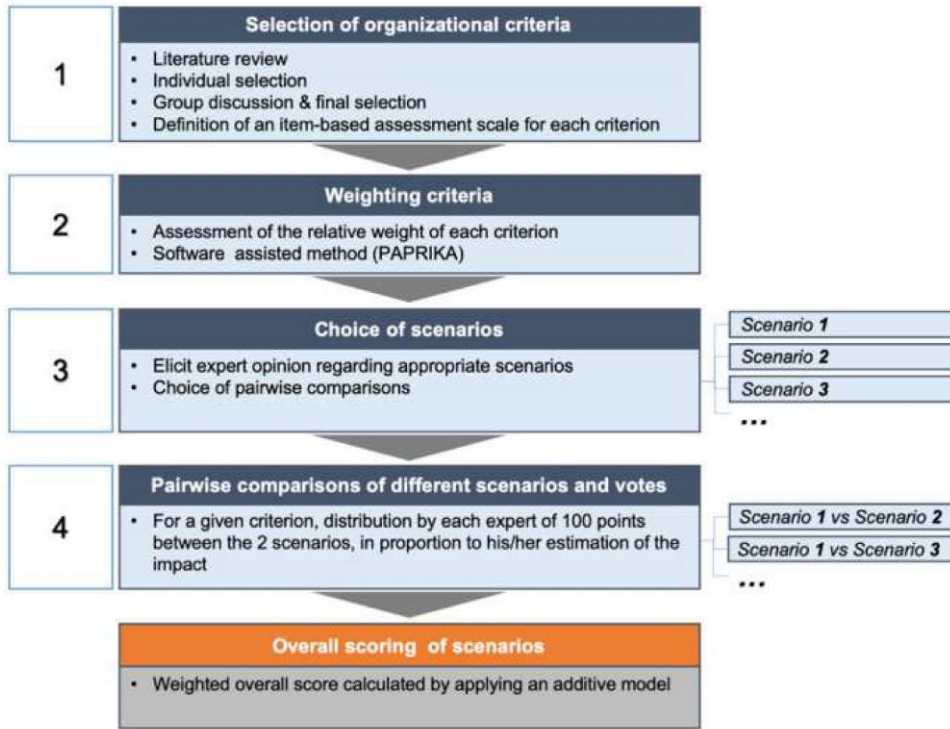 1
Selection of organizational criteria
• Literature review
• Individual selection
• Group discussion & final selection
• Definition of an item-based assessment scale for each criterion
2
Weighting criteria
• Assessment of the relative weight of each criterion
• Software assisted method (PAPRIKA)
3
Choice of scenarios
• Elicit expert opinion regarding appropriate scenarios
• Choice of pairwise comparisons
Scenario 1
Scenario 2
Scenario 3
...
4
Pairwise comparisons of different scenarios and votes
• For a given criterion, distribution by each expert of 100 points
between the 2 scenarios, in proportion to his/her estimation of the
impact
Scenario 1 vs Scenario 2
Scenario 1 vs Scenario 3
...
Overall scoring of scenarios
• Weighted overall score calculated by applying an additive model